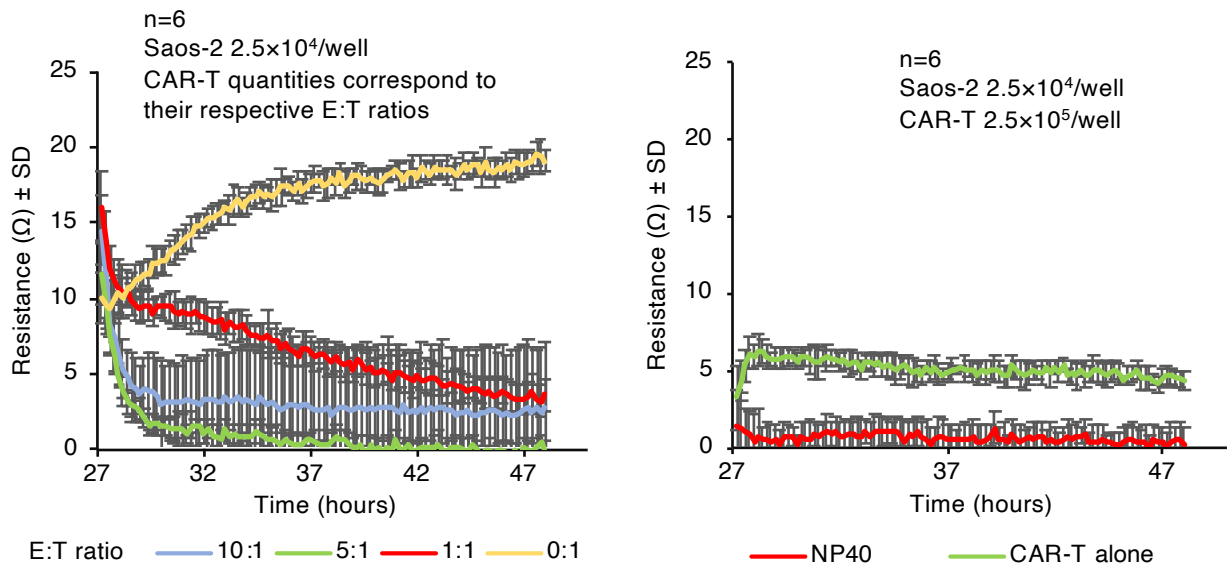 n=6
Saos-2 2.5×10⁴/well
CAR-T quantities correspond to
their respective E:T ratios
Resistance (Ω) ± SD
25
20
15
10
5
0
27
32
37
42
47
Time (hours)
E:T ratio
10:1
5:1
1:1
0:1
n=6
Saos-2 2.5×10⁴/well
CAR-T 2.5×10⁵/well
Resistance (Ω) ± SD
25
20
15
10
5
0
27
37
47
Time (hours)
NP40
CAR-T alone